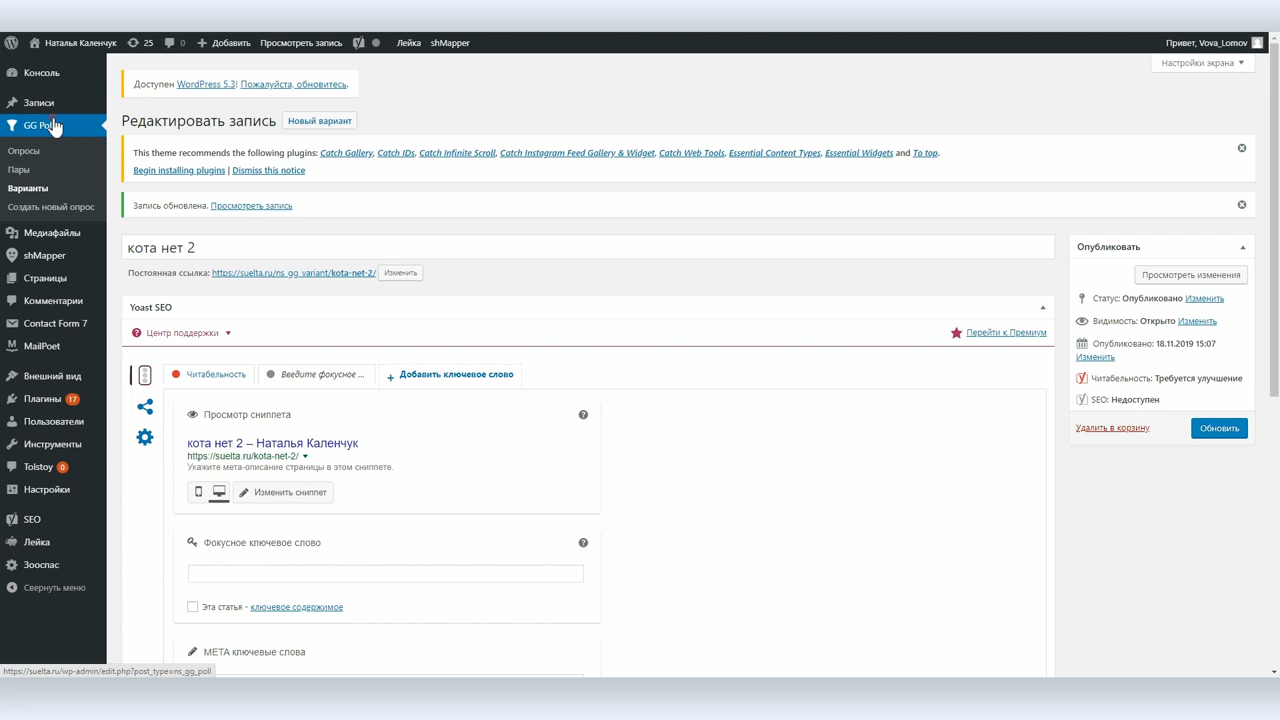 Наталья Каленчук 25 0 Добавить Просмотреть запись Лейка shMapper Привет, Vova_Lomov
Настройки экрана
Консоль
Записи
GG Poll
Опросы
Пары
Варианты
Создать новый опрос
Медиафайлы
shMapper
Страницы
Комментарии
Contact Form 7
MailPoet
Внешний вид
Плагины 17
Пользователи
Инструменты
Tolstoy 0
Настройки
SEO
Лейка
Зооспас
Свернуть меню
Доступен WordPress 5.3! Пожалуйста, обновитесь.
Редактировать запись Новый вариант
This theme recommends the following plugins: Catch Gallery, Catch IDs, Catch Infinite Scroll, Catch Instagram Feed Gallery & Widget, Catch Web Tools, Essential Content Types, Essential Widgets and To top.
Begin installing plugins | Dismiss this notice
Запись обновлена. Просмотреть запись
кота нет 2
Постоянная ссылка: https://suelta.ru/ns_gg_variant/kota-net-2/ Изменить
Yoast SEO
Центр поддержки Перейти к Премиум
Читабельность Введите фокусное ... Добавить ключевое слово
Просмотр сниппета
кота нет 2 – Наталья Каленчук
https://suelta.ru/kota-net-2/
Укажите мета-описание страницы в этом сниппете.
Изменить сниппет
Фокусное ключевое слово
Эта статья - ключевое содержимое
МЕТА ключевые слова
Опубликовать
Просмотреть изменения
Статус: Опубликовано Изменить
Видимость: Открыто Изменить
Опубликовано: 18.11.2019 15:07
Изменить
Читабельность: Требуется улучшение
SEO: Недоступен
Удалить в корзину Обновить
https://suelta.ru/wp-admin/edit.php?post_type=ns_gg_poll